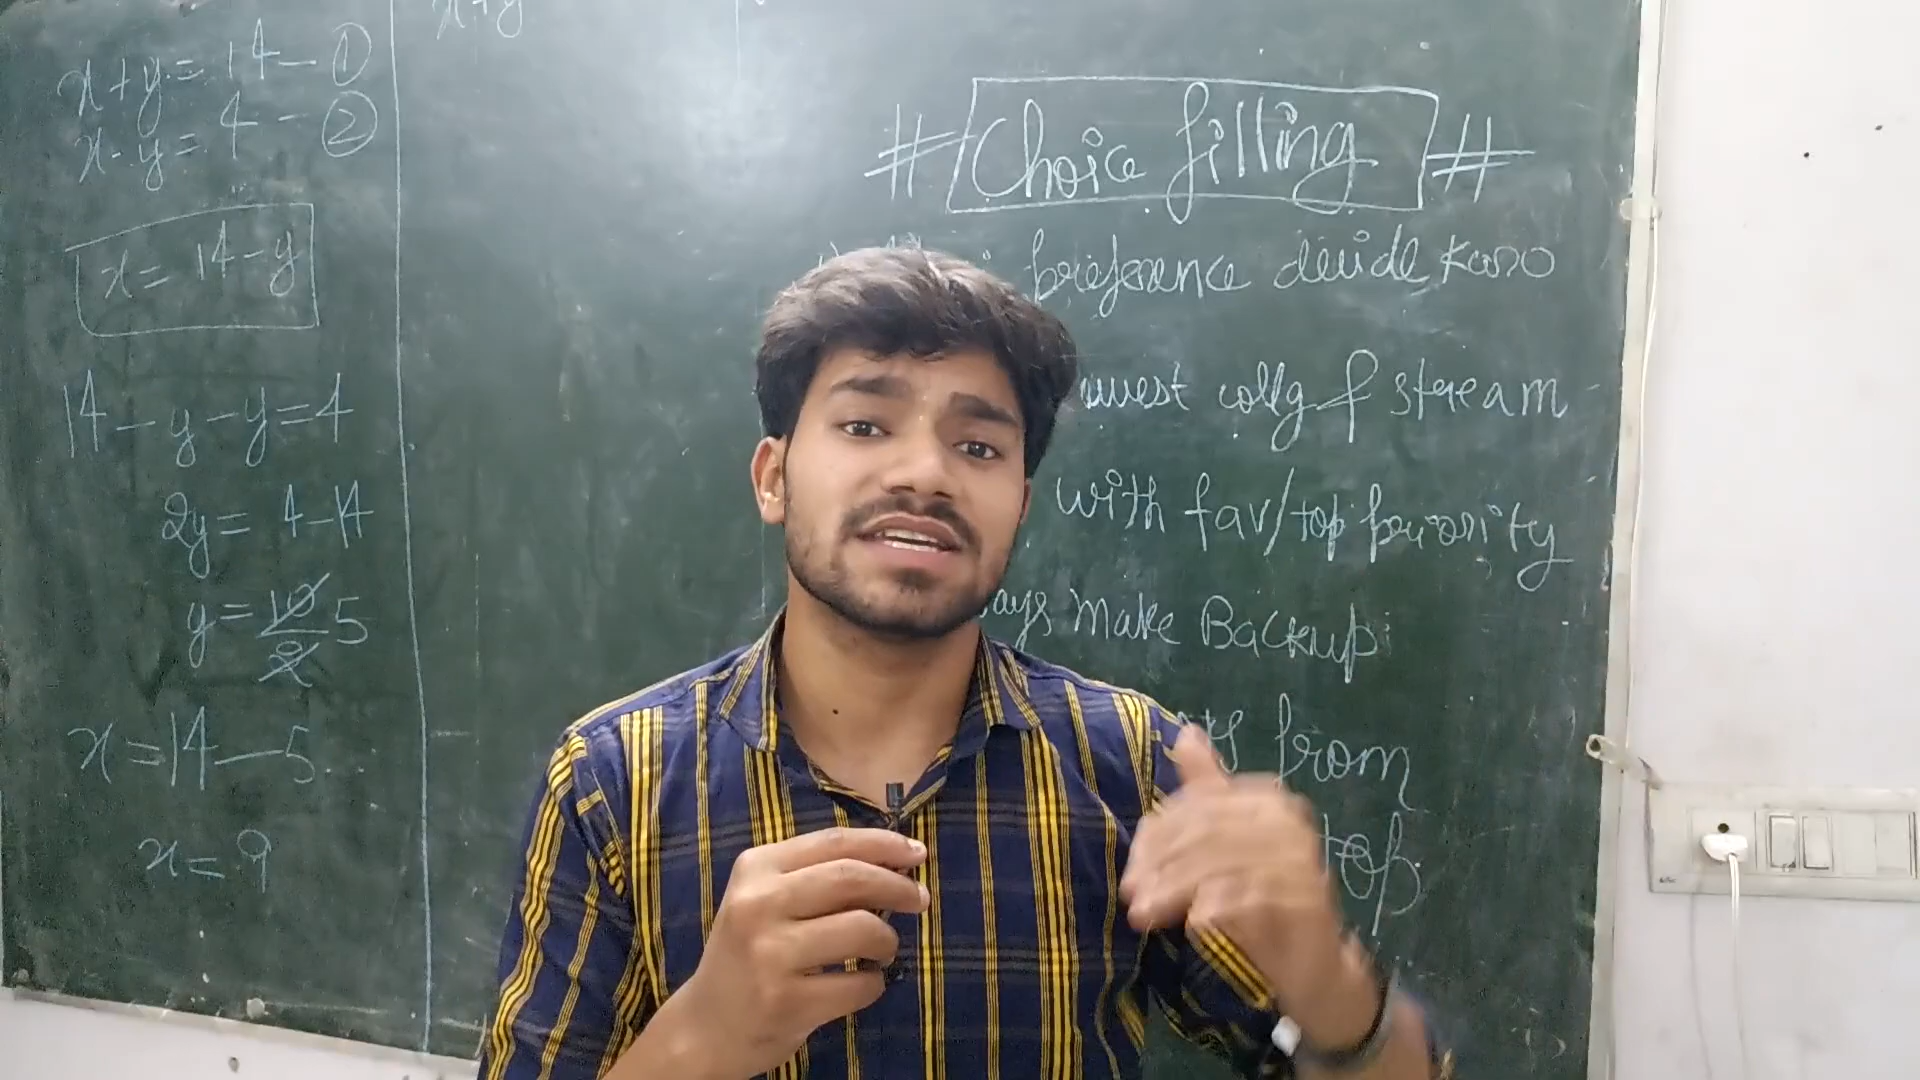 x+y
x+y = 14 — ①
x-y = 4 — ②
x = 14-y
14-y-y=4
2y = 4-14
y = 10/2 5
x = 14 — 5
x = 9
# Choice filling #
preference decide karo
collg & stream
with fav/top priority
Make Backup
from
top